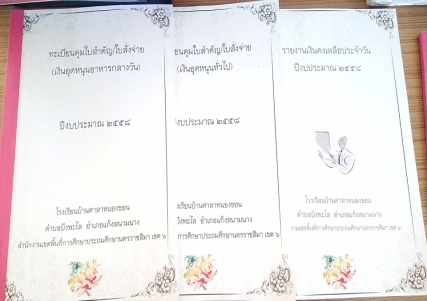 ทะเบียนคุมใบสำคัญ/ใบสั่งจ่าย
(เงินอุดหนุนอาหารกลางวัน)
ปีงบประมาณ ๒๕๕๘
โรงเรียนบ้านศาลาหนองขอน
ตำบลบึงพะไล อำเภอแก้งสนามนาง
สำนักงานเขตพื้นที่การศึกษาประถมศึกษานครราชสีมา เขต ๖
ยนคุมใบสำคัญ/ใบสั่งจ่าย
(เงินอุดหนุนทั่วไป)
งบประมาณ ๒๕๕๘
รียนบ้านศาลาหนองขอน
บึงพะไล อำเภอแก้งสนามนาง
การศึกษาประถมศึกษานครราชสีมา เขต ๖
รายงานเงินคงเหลือประจำวัน
ปีงบประมาณ ๒๕๕๘
โรงเรียนบ้านศาลาหนองขอน
ตำบลบึงพะไล อำเภอแก้งสนามนาง
านเขตพื้นที่การศึกษาประถมศึกษานครราชสีมา เขต ๖